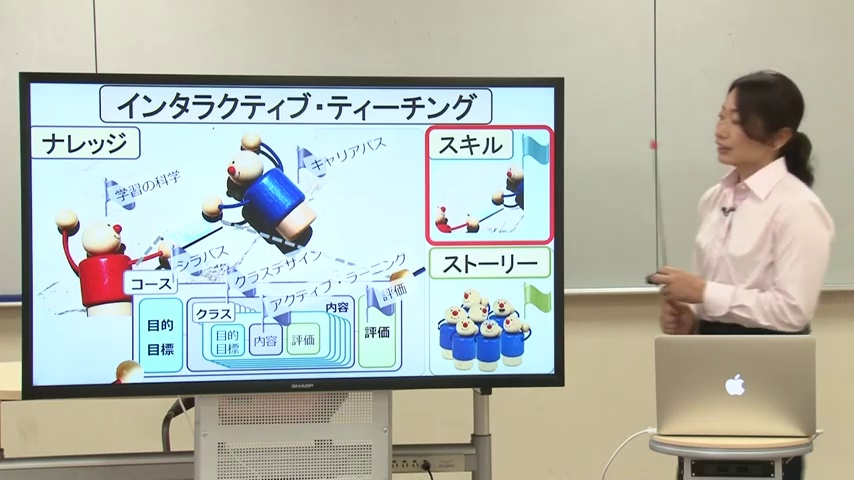 インタラクティブ・ティーチング
ナレッジ
スキル
キャリアパス
学習の科学
シラバス
クラスデザイン
アクティブ・ラーニング
評価
コース
目的
目標
クラス
内容
目的
目標
内容
評価
評価
ストーリー
SHARP